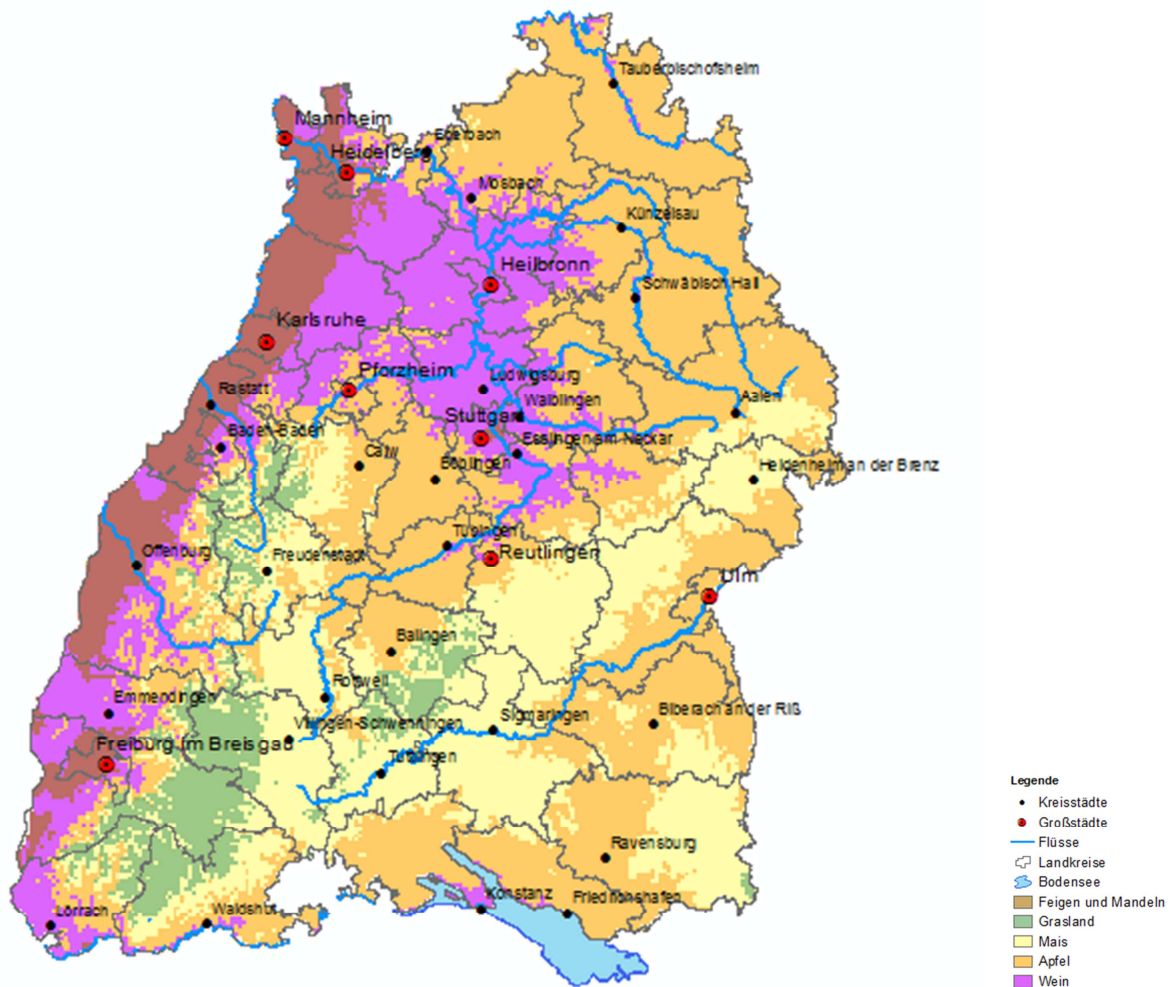 Tauberbischofsheim
Mannheim
Eberbach
Heidelberg
Mosbach
Künzelsau
Heilbronn
Schwäbisch Hall
Karlsruhe
Pforzheim
Rastatt
Ludwigsburg
Waiblingen
Aalen
Stuttgart
Baden-Baden
Esslingen am Neckar
Calw
Böblingen
Heidenheim an der Brenz
Tübingen
Offenburg
Freudenstadt
Reutlingen
Ulm
Balingen
Rottweil
Emmendingen
Villingen-Schwenningen
Sigmaringen
Biberach an der Riß
Freiburg im Breisgau
Tuttlingen
Ravensburg
Konstanz
Friedrichshafen
Lörrach
Waldshut
Legende
Kreisstädte
Großstädte
Flüsse
Landkreise
Bodensee
Feigen und Mandeln
Grasland
Mais
Apfel
Wein